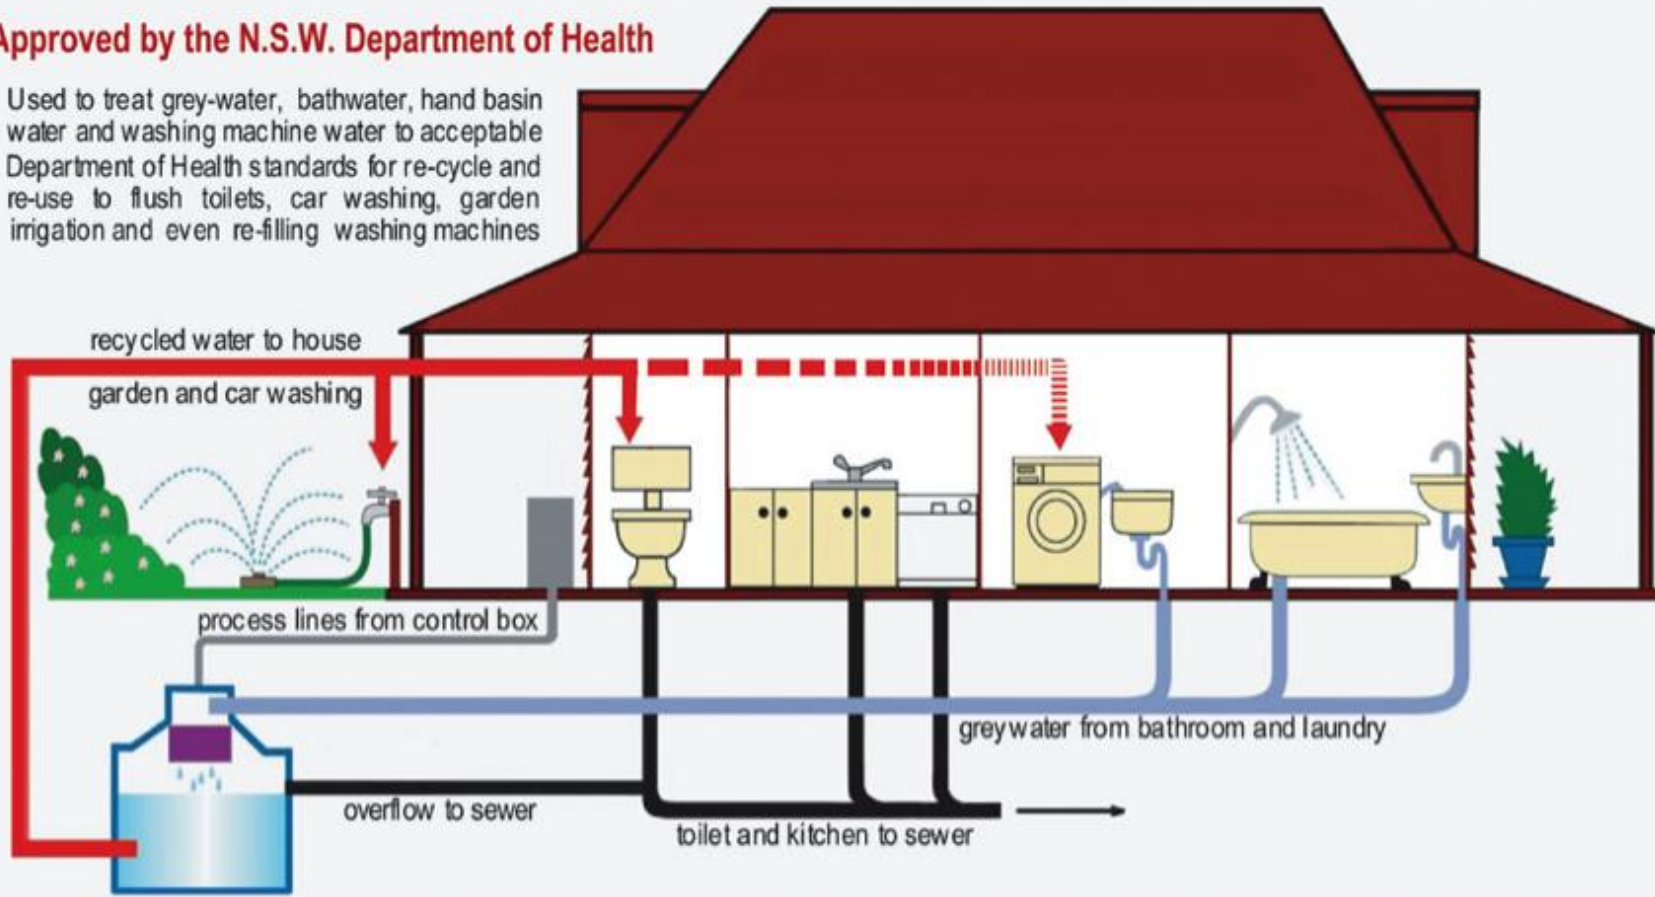 Approved by the N.S.W. Department of Health
Used to treat grey-water, bathwater, hand basin
water and washing machine water to acceptable
Department of Health standards for re-cycle and
re-use to flush toilets, car washing, garden
irrigation and even re-filling washing machines
recycled water to house
garden and car washing
process lines from control box
greywater from bathroom and laundry
overflow to sewer
toilet and kitchen to sewer